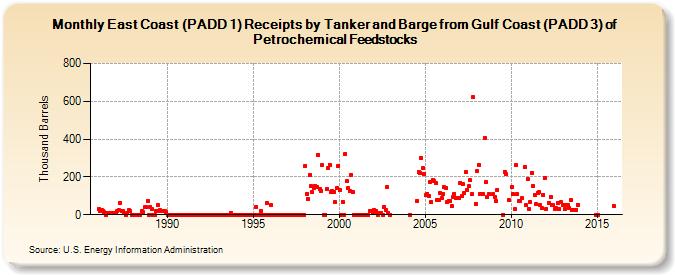 Monthly East Coast (PADD 1) Receipts by Tanker and Barge from Gulf Coast (PADD 3) of
Petrochemical Feedstocks
Thousand Barrels
800
600
400
200
0
1990 1995 2000 2005 2010 2015
Source: U.S. Energy Information Administration